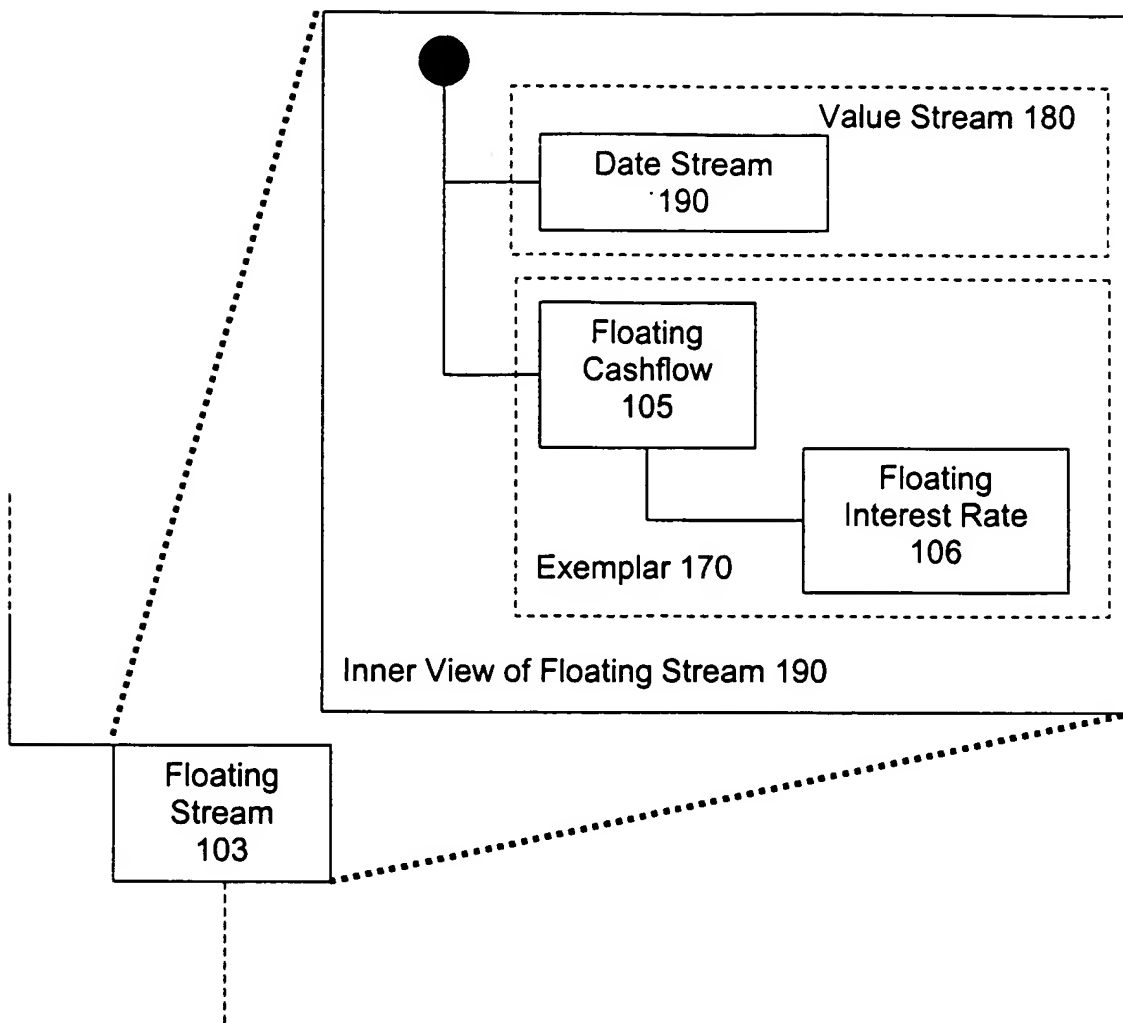 Value Stream 180
Date Stream
190
Floating
Cashflow
105
Floating
Interest Rate
106
Exemplar 170
Inner View of Floating Stream 190
Floating
Stream
103